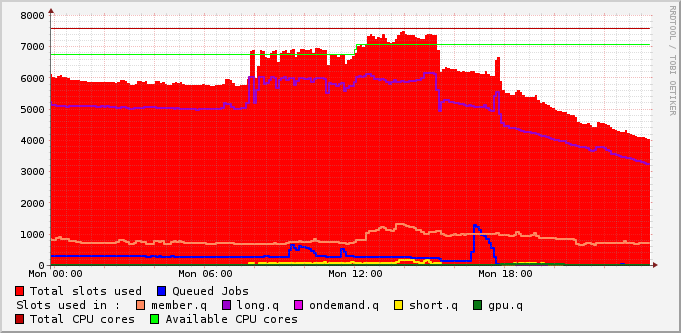 8000
7000
6000
5000
4000
3000
2000
1000
0
Mon 00:00 Mon 06:00 Mon 12:00 Mon 18:00
RRDTOOL / TOBI OETIKER
Total slots used Queued Jobs
Slots used in : member.q long.q ondemand.q short.q gpu.q
Total CPU cores Available CPU cores